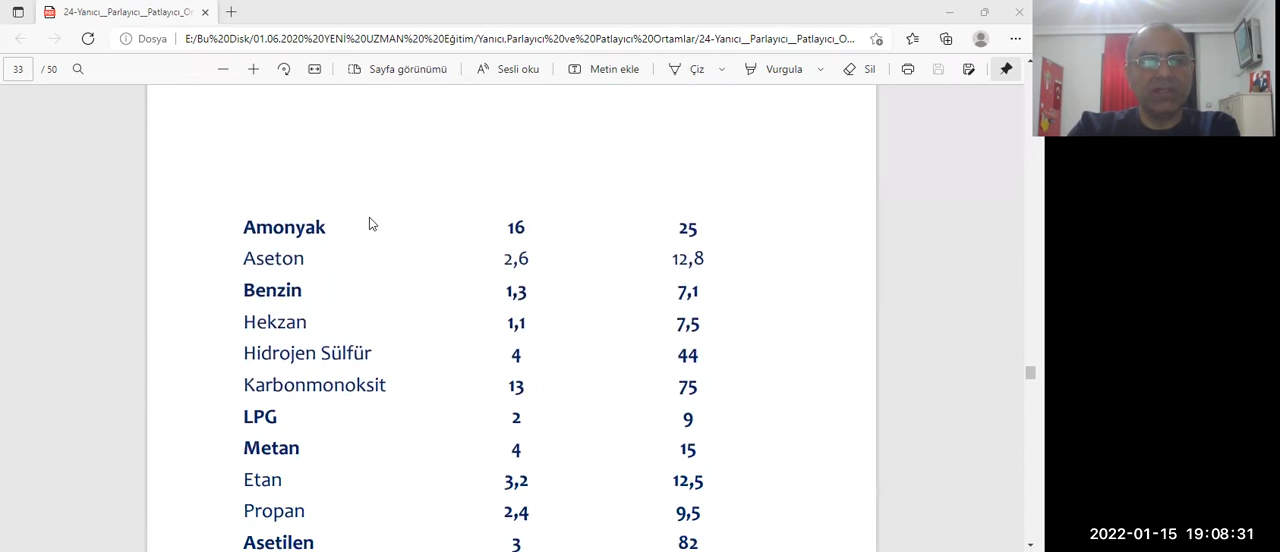 24-Yanıcı__Parlayıcı__Patlayıcı_Or
Dosya E:/Bu%20Disk/01.06.2020%20YENİ%20UZMAN%20%20Eğitim/Yanıcı.Parlayıcı%20ve%20Patlayıcı%20Ortamlar/24-Yanıcı__Parlayıcı__Patlayıcı_O...
33 / 50 Sayfa görünümü Sesli oku Metin ekle Çiz Vurgula Sil
Amonyak 16 25
Aseton 2,6 12,8
Benzin 1,3 7,1
Hekzan 1,1 7,5
Hidrojen Sülfür 4 44
Karbonmonoksit 13 75
LPG 2 9
Metan 4 15
Etan 3,2 12,5
Propan 2,4 9,5
Asetilen 3 82
2022-01-15 19:08:31